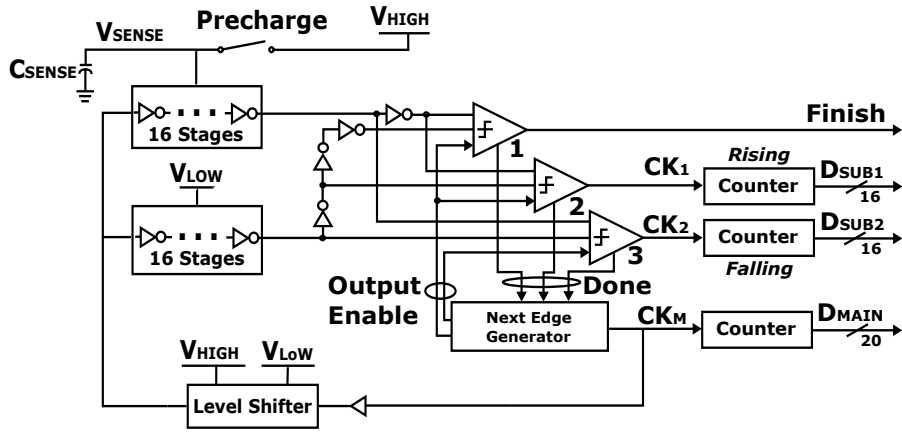 Precharge
VHIGH
VSENSE
CSENSE
16 Stages
Finish
1
Rising
CK1
Counter
DSUB1
16
VLOW
2
16 Stages
CK2
Counter
DSUB2
16
3
Falling
Output
Enable
Done
Next Edge
Generator
CKM
Counter
DMAIN
20
VHIGH
VLoW
Level Shifter